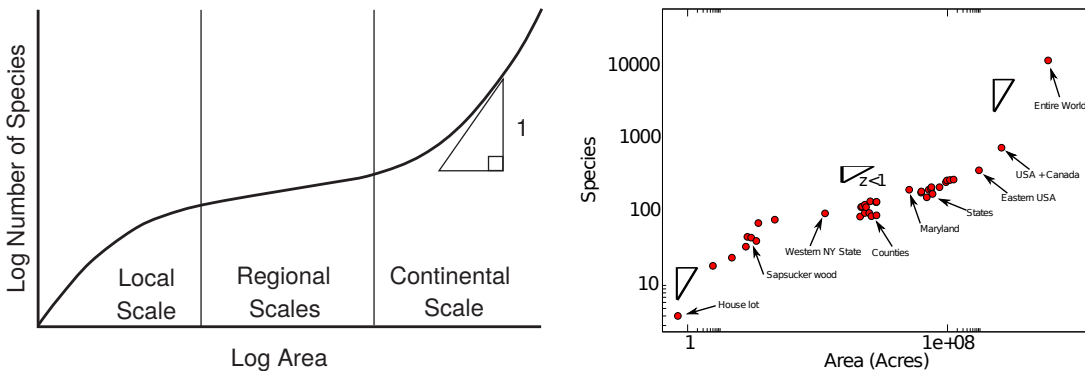 Log Number of Species
Local
Scale
Regional
Scales
Continental
Scale
1
Log Area
Species
10000
1000
100
10
1
1e+08
Area (Acres)
Entire World
USA +Canada
Eastern USA
z<1
States
Maryland
Counties
Western NY State
Sapsucker wood
House lot